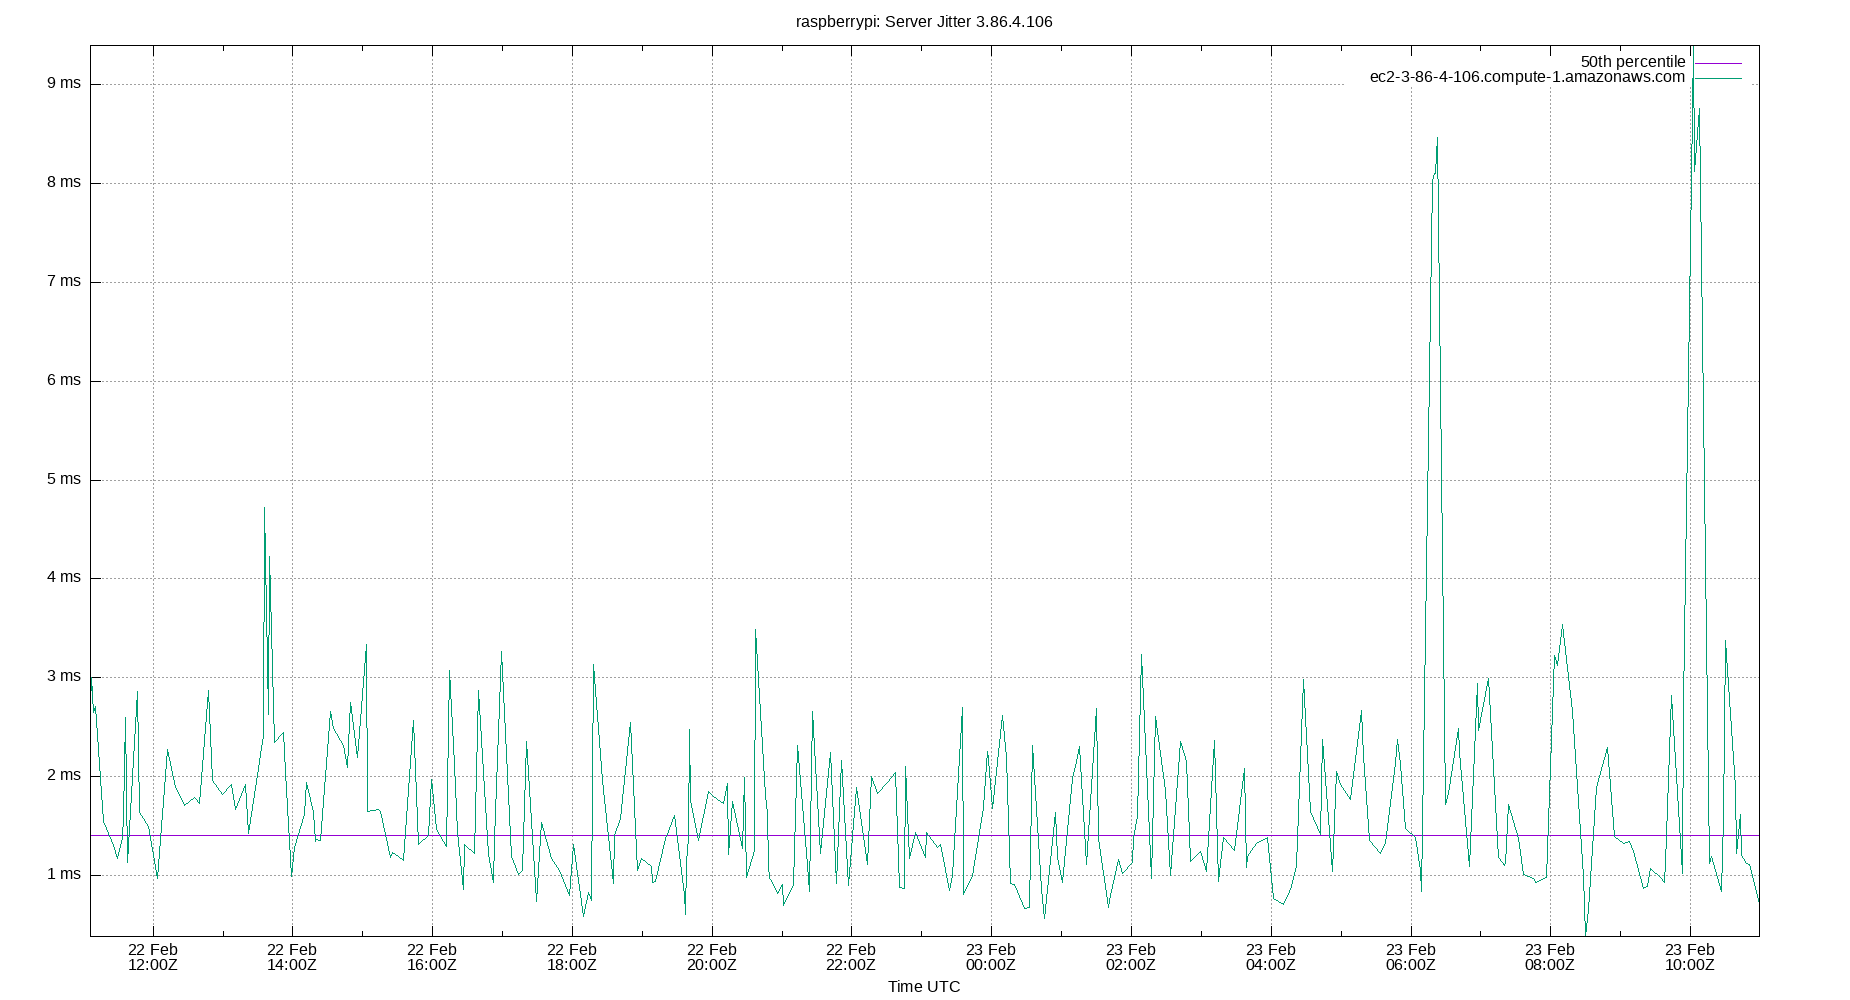 raspberrypi: Server Jitter 3.86.4.106
50th percentile
ec2-3-86-4-106.compute-1.amazonaws.com
9 ms
8 ms
7 ms
6 ms
5 ms
4 ms
3 ms
2 ms
1 ms
22 Feb 22 Feb 22 Feb 22 Feb 22 Feb 22 Feb 23 Feb 23 Feb 23 Feb 23 Feb 23 Feb 23 Feb
12:00Z 14:00Z 16:00Z 18:00Z 20:00Z 22:00Z 00:00Z 02:00Z 04:00Z 06:00Z 08:00Z 10:00Z
Time UTC